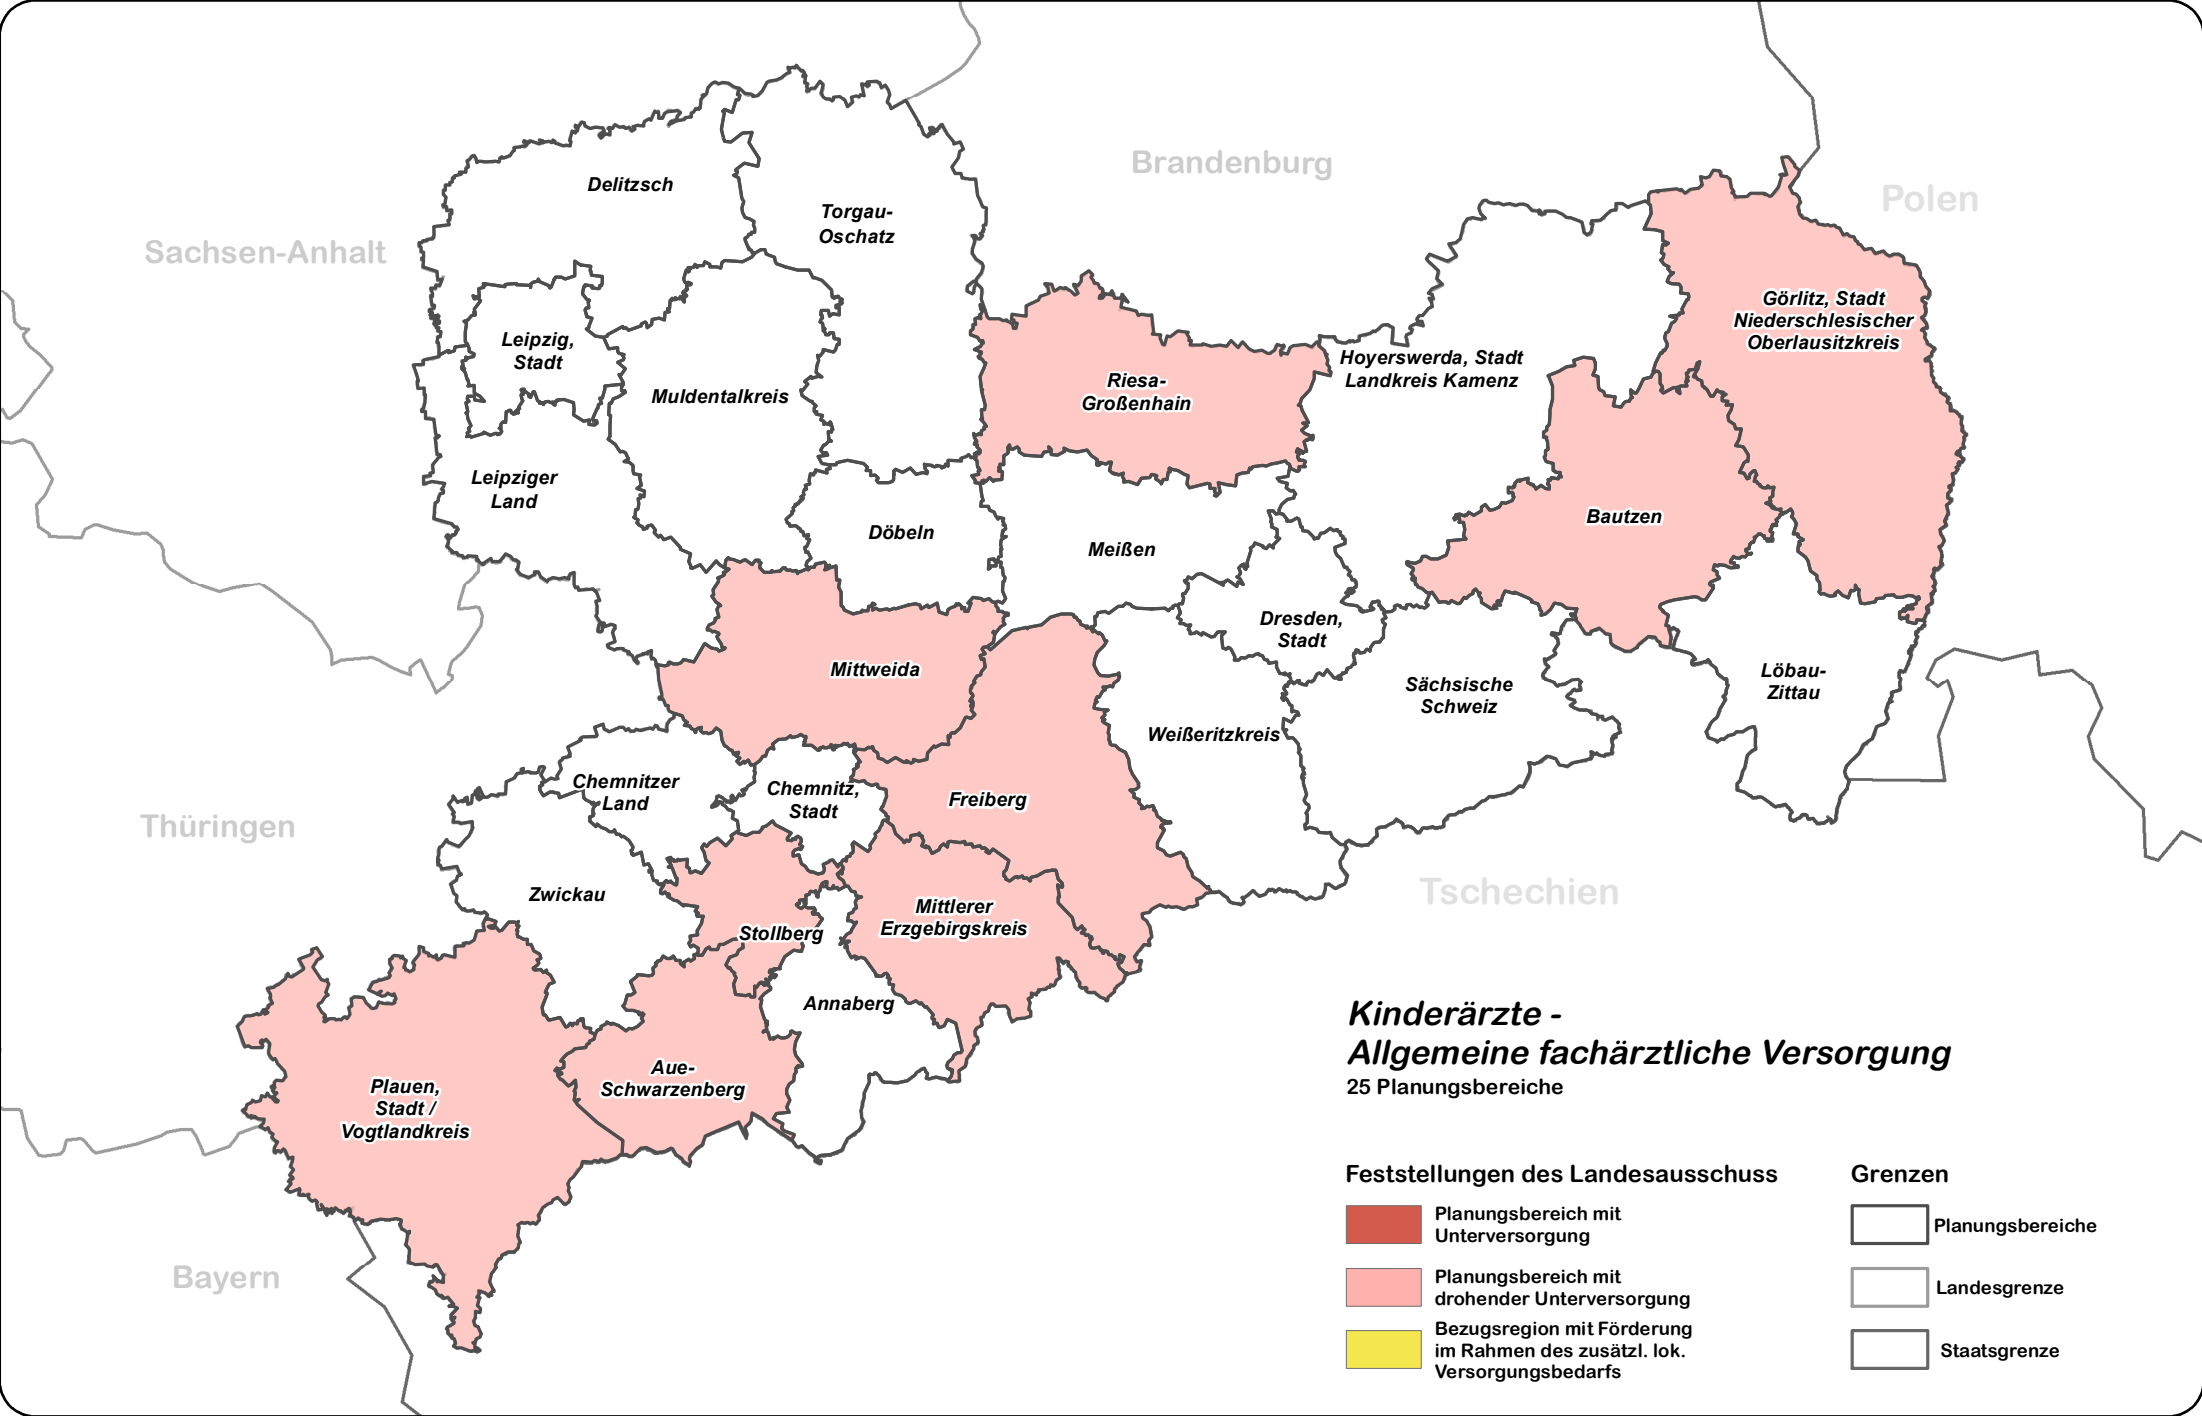 Brandenburg
Polen
Sachsen-Anhalt
Thüringen
Tschechien
Bayern
Delitzsch
Torgau-
Oschatz
Leipzig,
Stadt
Muldentalkreis
Leipziger
Land
Döbeln
Riesa-
Großenhain
Meißen
Hoyerswerda, Stadt
Landkreis Kamenz
Görlitz, Stadt
Niederschlesischer
Oberlausitzkreis
Bautzen
Dresden,
Stadt
Löbau-
Zittau
Sächsische
Schweiz
Weißeritzkreis
Mittweida
Freiberg
Chemnitzer
Land
Chemnitz,
Stadt
Zwickau
Stollberg
Mittlerer
Erzgebirgskreis
Annaberg
Aue-
Schwarzenberg
Plauen,
Stadt /
Vogtlandkreis
Kinderärzte -
Allgemeine fachärztliche Versorgung
25 Planungsbereiche
Feststellungen des Landesausschuss
Planungsbereich mit
Unterversorgung
Planungsbereich mit
drohender Unterversorgung
Bezugsregion mit Förderung
im Rahmen des zusätzl. lok.
Versorgungsbedarfs
Grenzen
Planungsbereiche
Landesgrenze
Staatsgrenze